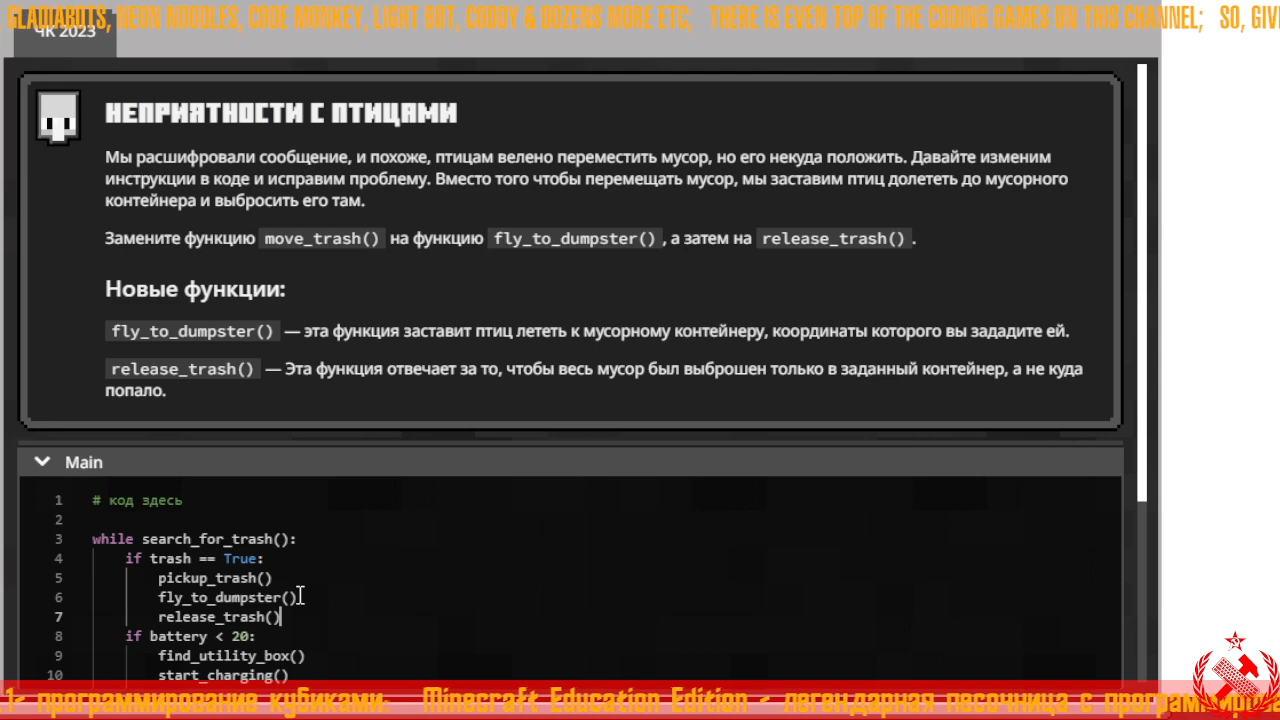 GLADIABOTS, NEON NOODLES, CODE MONKEY, LIGHT BOT, CODDY & DOZENS MORE ETC; THERE IS EVEN TOP OF THE CODING GAMES ON THIS CHANNEL; SO, GIV
ЧК 2023
НЕПРИЯТНОСТИ С ПТИЦАМИ
Мы расшифровали сообщение, и похоже, птицам велено переместить мусор, но его некуда положить. Давайте изменим
инструкции в коде и исправим проблему. Вместо того чтобы перемещать мусор, мы заставим птиц долететь до мусорного
контейнера и выбросить его там.
Замените функцию move_trash() на функцию fly_to_dumpster(), а затем на release_trash().
Новые функции:
fly_to_dumpster() — эта функция заставит птиц лететь к мусорному контейнеру, координаты которого вы зададите ей.
release_trash() — Эта функция отвечает за то, чтобы весь мусор был выброшен только в заданный контейнер, а не куда
попало.
Main
1 # код здесь
2
3 while search_for_trash():
4 if trash == True:
5 pickup_trash()
6 fly_to_dumpster()
7 release_trash()
8 if battery < 20:
9 find_utility_box()
10 start_charging()
.1- программирование кубиками- Minecraft Education Edition - легендарная песочница с программирова